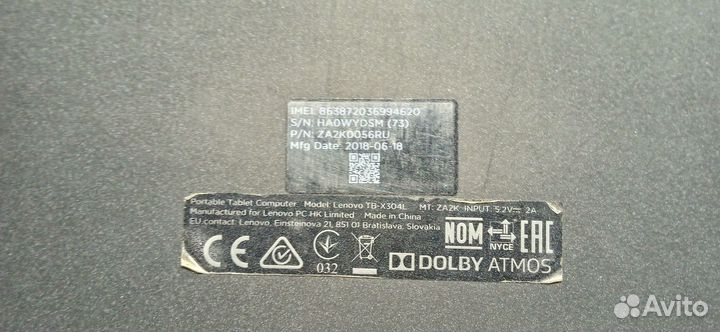 IMEI: 863872036994620
S/N: HA0WYDSM (73)
P/N: ZA2K0056RU
Mfg Date: 2018-06-18
Portable Tablet Computer Model: Lenovo TB-X304L MT: ZA2K INPUT: 5.2V⎓ 2A
Manufactured for Lenovo PC HK Limited Made in China
EU contact: Lenovo, Einsteinova 21, 851 01 Bratislava, Slovakia
CE 032 NOM NYCE EAC
DOLBY ATMOS
Avito